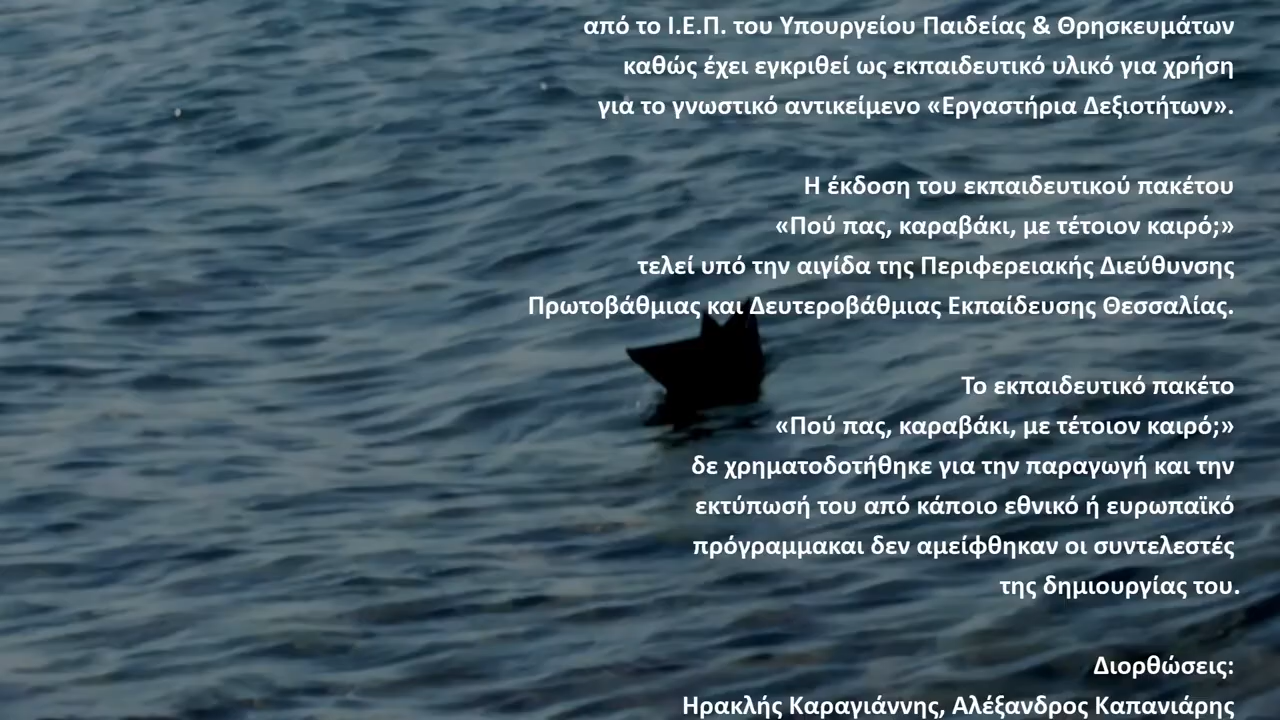 από το Ι.Ε.Π. του Υπουργείου Παιδείας & Θρησκευμάτων
καθώς έχει εγκριθεί ως εκπαιδευτικό υλικό για χρήση
για το γνωστικό αντικείμενο «Εργαστήρια Δεξιοτήτων».
Η έκδοση του εκπαιδευτικού πακέτου
«Πού πας, καραβάκι, με τέτοιον καιρό;»
τελεί υπό την αιγίδα της Περιφερειακής Διεύθυνσης
Πρωτοβάθμιας και Δευτεροβάθμιας Εκπαίδευσης Θεσσαλίας.
Το εκπαιδευτικό πακέτο
«Πού πας, καραβάκι, με τέτοιον καιρό;»
δε χρηματοδοτήθηκε για την παραγωγή και την
εκτύπωσή του από κάποιο εθνικό ή ευρωπαϊκό
πρόγραμμακαι δεν αμείφθηκαν οι συντελεστές
της δημιουργίας του.
Διορθώσεις:
Ηρακλής Καραγιάννης, Αλέξανδρος Καπανιάρης